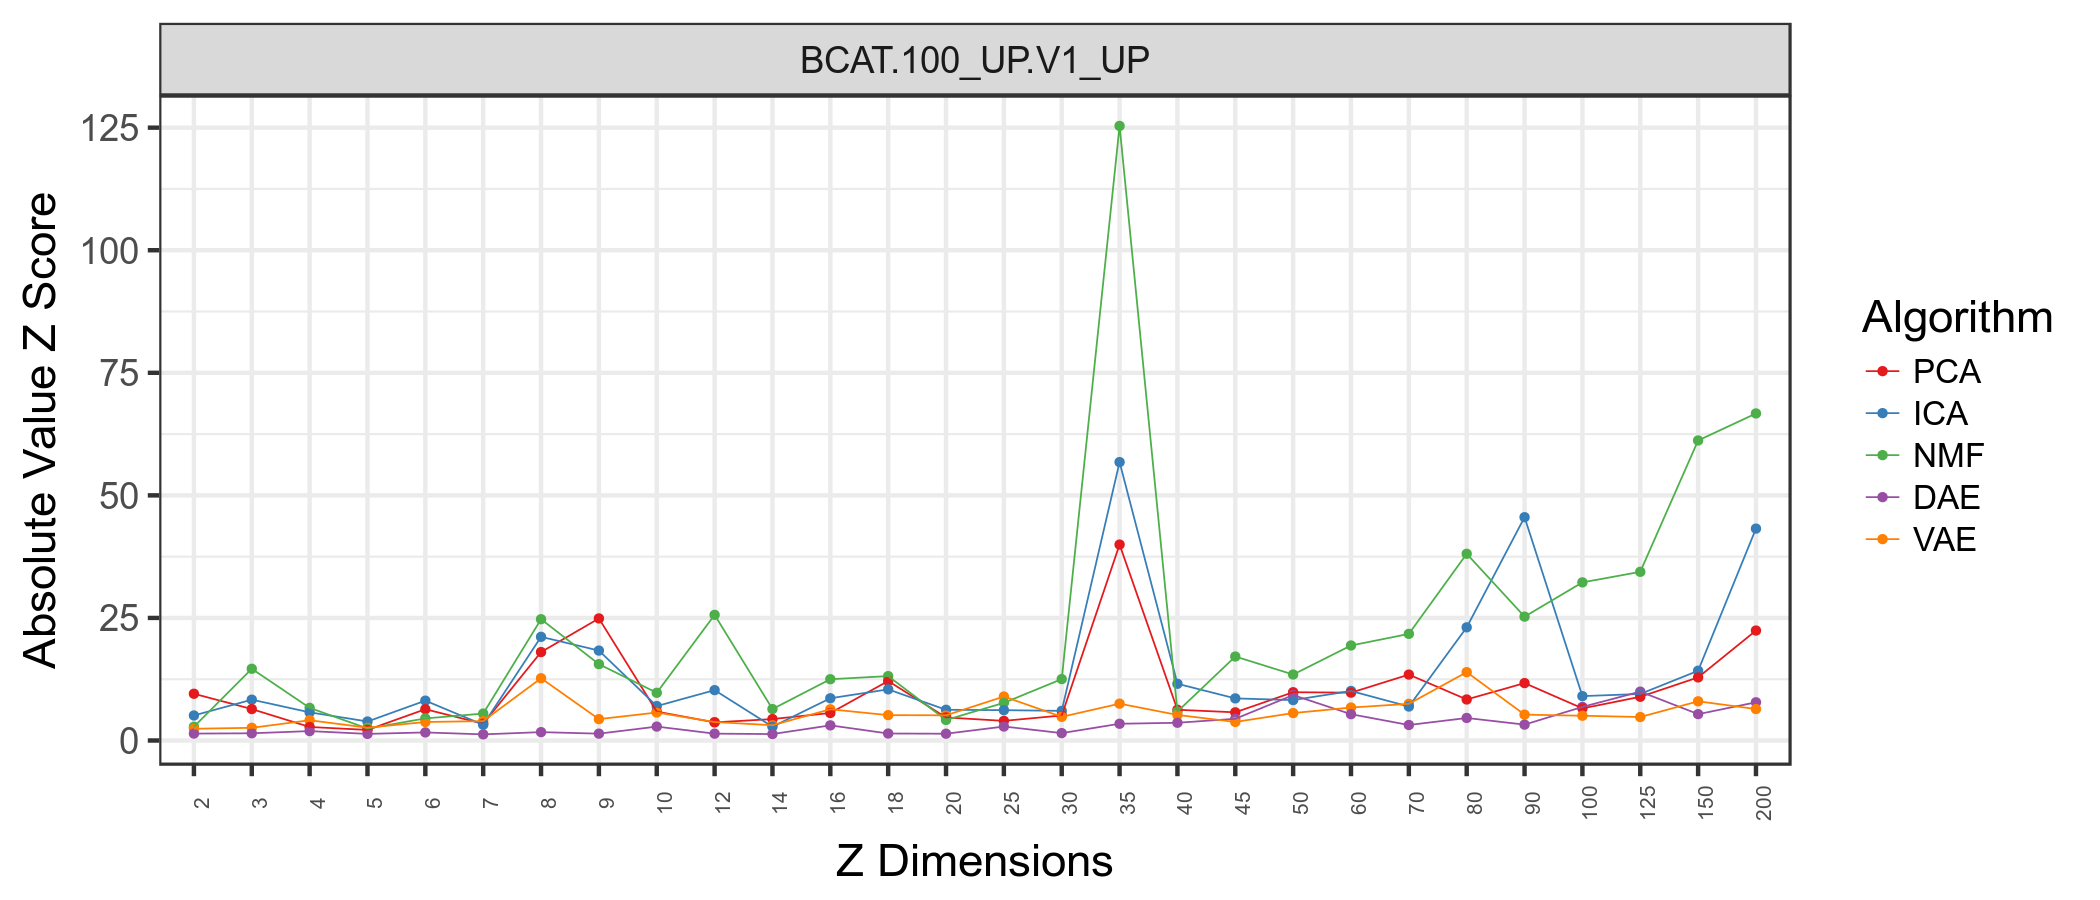 BCAT.100_UP.V1_UP
Absolute Value Z Score
125
100
75
50
25
0
2 3 4 5 6 7 8 9 10 12 14 16 18 20 25 30 35 40 45 50 60 70 80 90 100 125 150 200
Z Dimensions
Algorithm
PCA
ICA
NMF
DAE
VAE